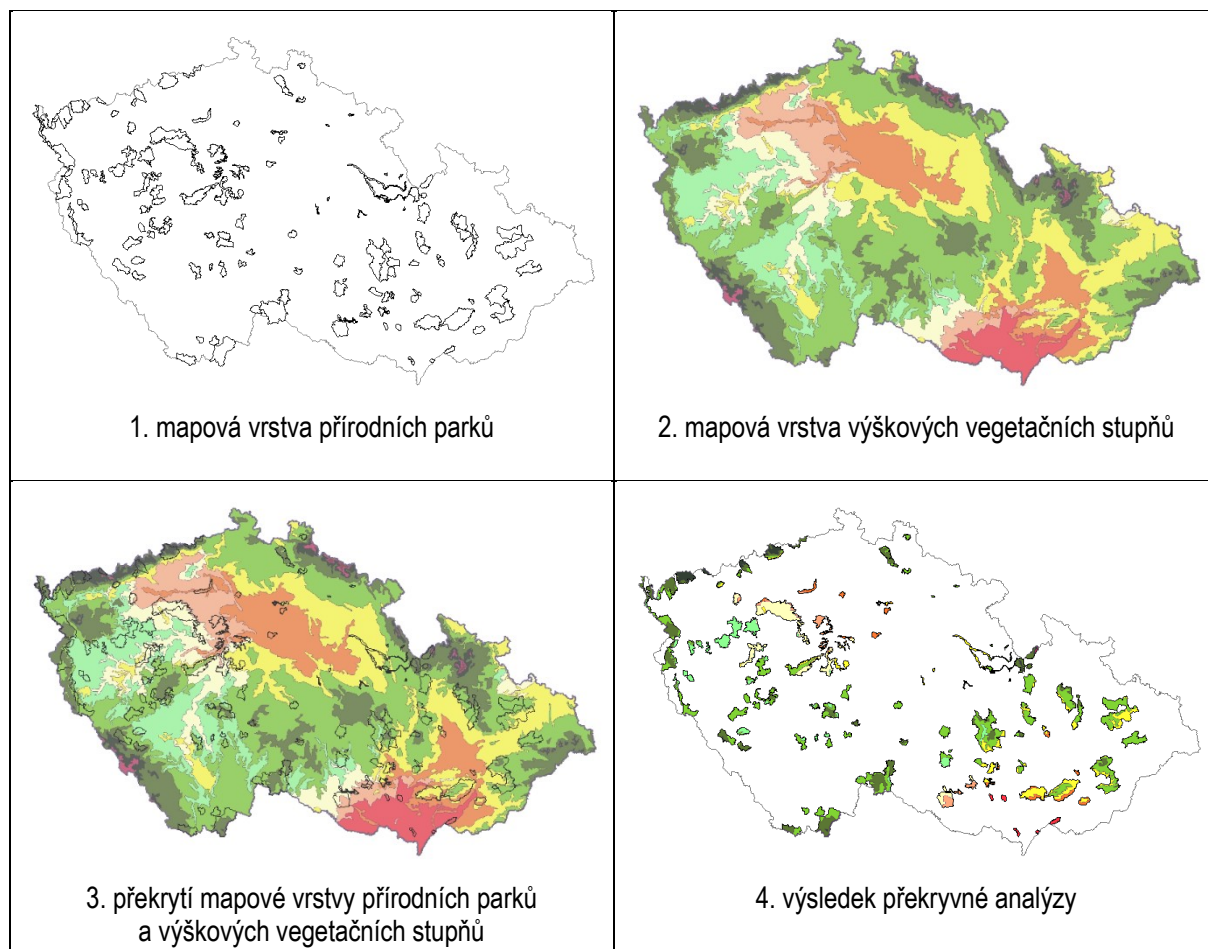 1. mapová vrstva přírodních parků
2. mapová vrstva výškových vegetačních stupňů
3. překrytí mapové vrstvy přírodních parků
a výškových vegetačních stupňů
4. výsledek překryvné analýzy